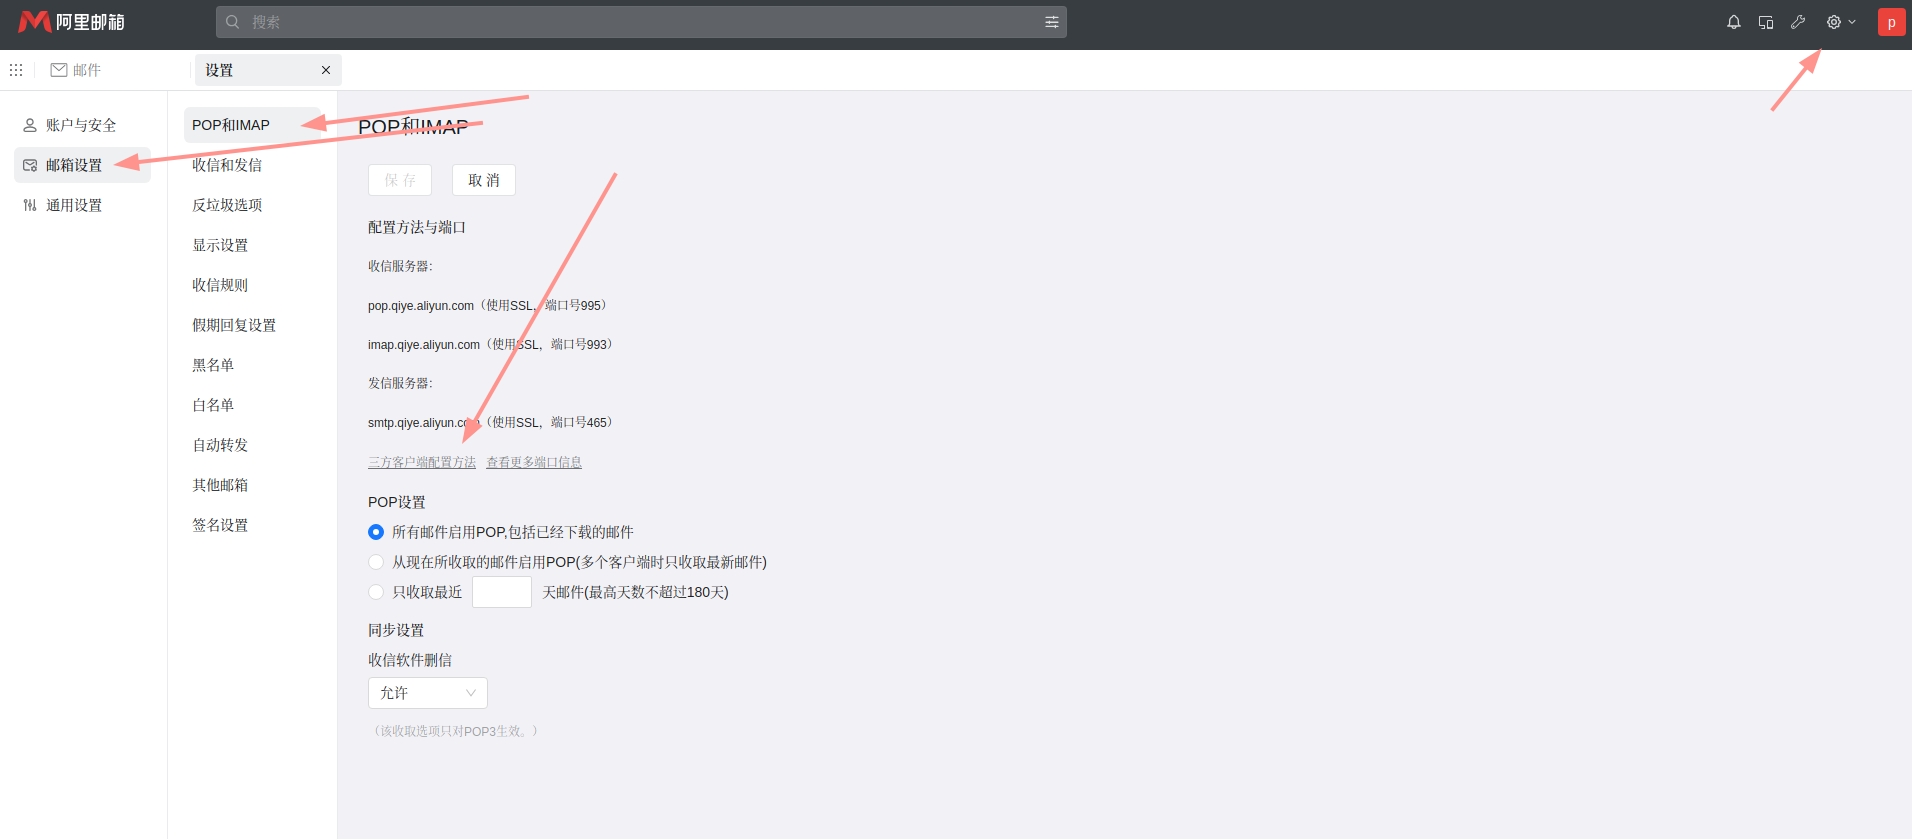 阿里邮箱
搜索
p
邮件
设置
账户与安全
邮箱设置
通用设置
POP和IMAP
收信和发信
反垃圾选项
显示设置
收信规则
假期回复设置
黑名单
白名单
自动转发
其他邮箱
签名设置
POP和IMAP
保 存 取 消
配置方法与端口
收信服务器：
pop.qiye.aliyun.com（使用SSL，端口号995）
imap.qiye.aliyun.com（使用SSL，端口号993）
发信服务器：
smtp.qiye.aliyun.com（使用SSL，端口号465）
三方客户端配置方法 查看更多端口信息
POP设置
所有邮件启用POP,包括已经下载的邮件
从现在所收取的邮件启用POP(多个客户端时只收取最新邮件)
只收取最近 天邮件(最高天数不超过180天)
同步设置
收信软件删信
允许
（该收取选项只对POP3生效。）